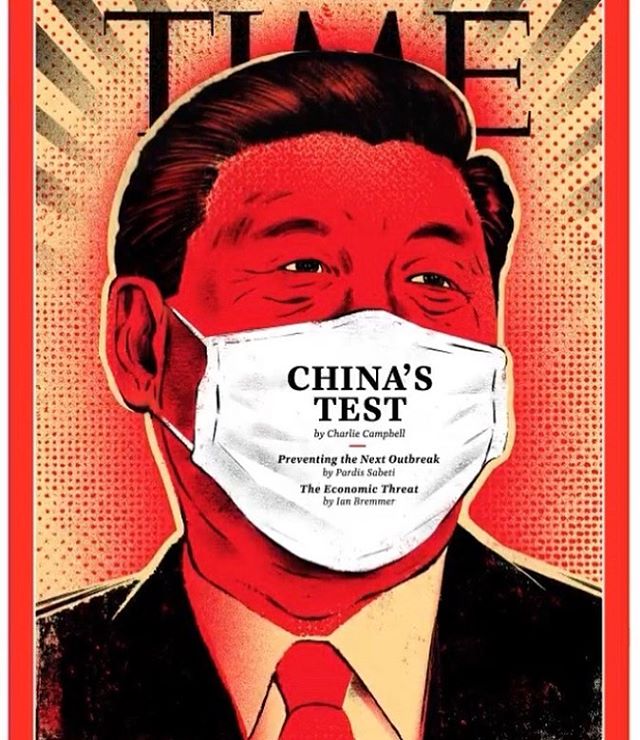 TIME
CHINA'S
TEST
by Charlie Campbell
Preventing the Next Outbreak
by Pardis Sabeti
The Economic Threat
by Ian Bremmer